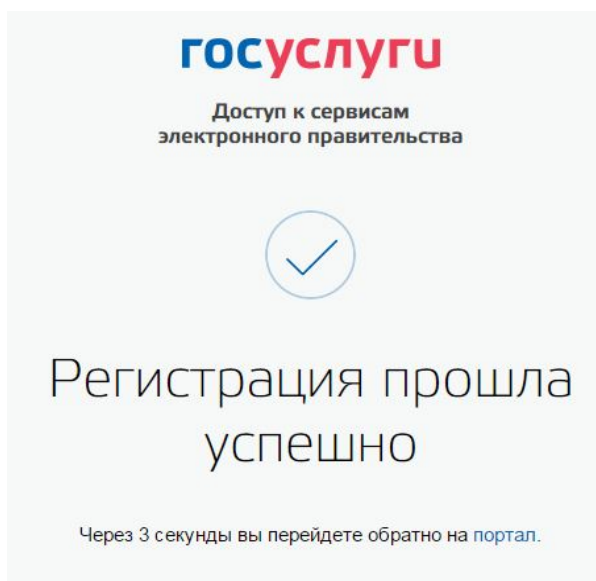 госуслуги
Доступ к сервисам
электронного правительства
Регистрация прошла
успешно
Через 3 секунды вы перейдете обратно на портал.